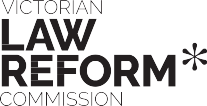 VICTORIAN
LAW
REFORM*
COMMISSION